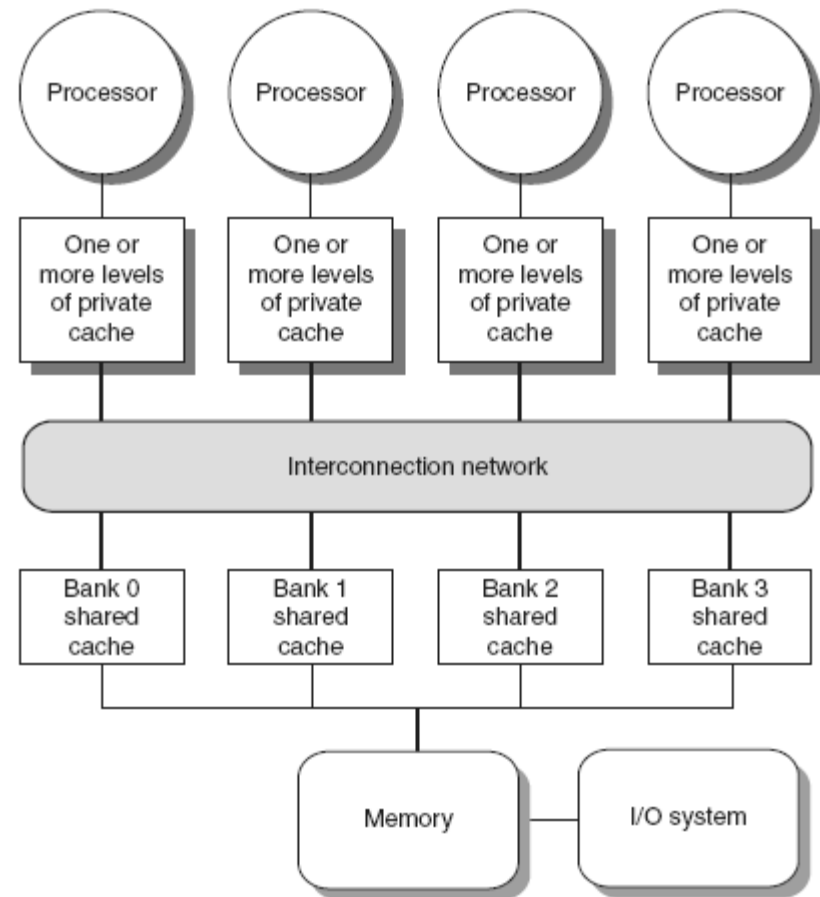 Processor
Processor
Processor
Processor
One or
more levels
of private
cache
One or
more levels
of private
cache
One or
more levels
of private
cache
One or
more levels
of private
cache
Interconnection network
Bank 0
shared
cache
Bank 1
shared
cache
Bank 2
shared
cache
Bank 3
shared
cache
Memory
I/O system